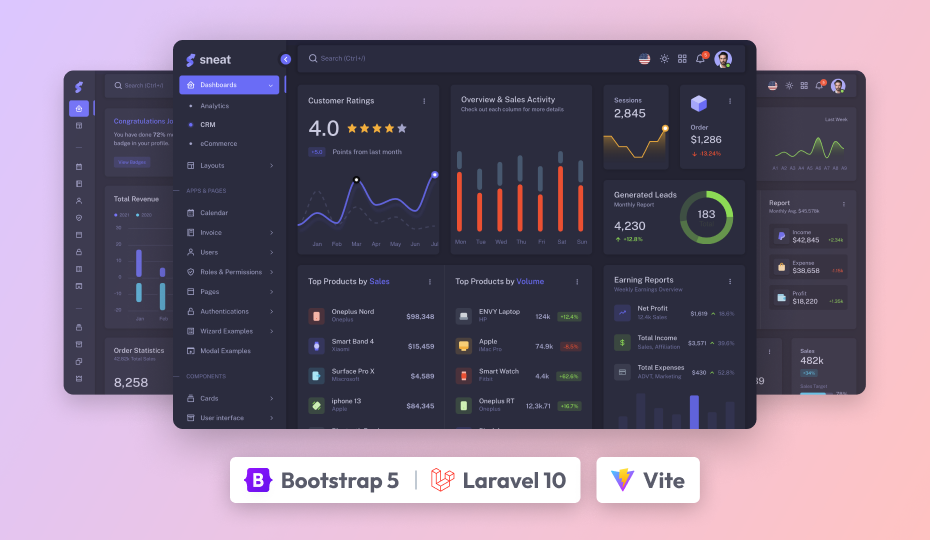 Search (Ctrl+/)
Congratulations Jo
You have done 72% m
badge in your profile.
View Badges
Total Revenue
2021
2020
30
20
10
0
-10
-20
Jan
Feb
Order Statistics
42.82k Total Sales
8,258
sneat
Dashboards
Analytics
CRM
eCommerce
Layouts
APPS & PAGES
Calendar
Invoice
Users
Roles & Permissions
Pages
Authentications
Wizard Examples
Modal Examples
COMPONENTS
Cards
User interface
Search (Ctrl+/)
Customer Ratings
4.0
+5.0
Points from last month
Jan Feb Mar Apr May Jun Jul
Overview & Sales Activity
Check out each column for more details
Mon Tue Wed Thu Fri Sat Sun
Sessions
2,845
Order
$1,286
-13.24%
Generated Leads
Monthly Report
4,230
+12.8%
183
Top Products by Sales
Oneplus Nord
Oneplus
$98,348
Smart Band 4
Xiaomi
$15,459
Surface Pro X
Miscrosoft
$4,589
iphone 13
Apple
$84,345
Top Products by Volume
ENVY Laptop
HP
124k
+12.4%
Apple
iMac Pro
74.9k
-8.5%
Smart Watch
Fitbit
4.4k
+62.6%
Oneplus RT
Oneplus
12,3k.71
+16.7%
Earning Reports
Weekly Earnings Overview
Net Profit
12.4k Sales
$1,619
18.6%
Total Income
Sales, Affiliation
$3.571
39.6%
Total Expenses
ADVT, Marketing
$430
52.8%
Last Week
Report
Monthly Avg. $45.578k
Income
$42,845
+2.34k
Expense
$38,658
-1.15k
Profit
$18,220
+1.35k
Sales
482k
+34%
Sales Target
78%
Bootstrap 5
Laravel 10
Vite